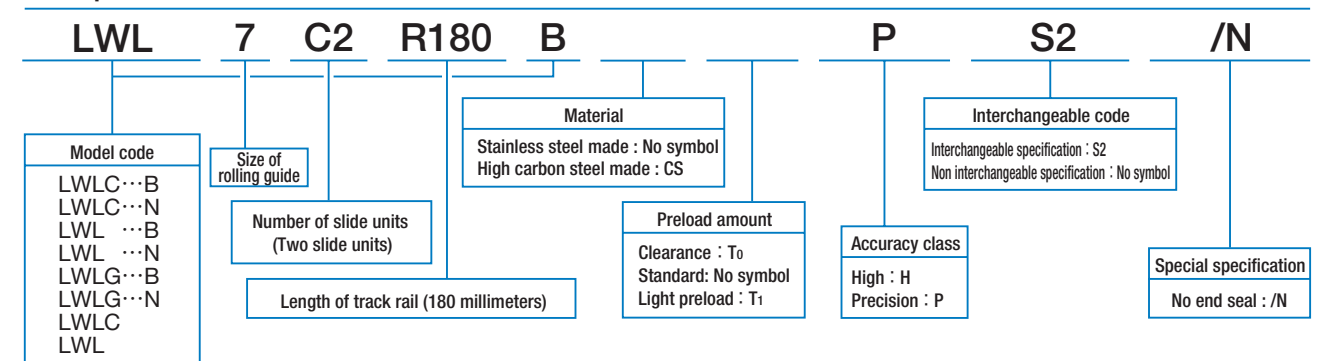 LWL 7 C2 R180 B P S2 /N
Model code
LWLC⋯B
LWLC⋯N
LWL ⋯B
LWL ⋯N
LWLG⋯B
LWLG⋯N
LWLC
LWL
Size of
rolling guide
Number of slide units
(Two slide units)
Length of track rail (180 millimeters)
Material
Stainless steel made : No symbol
High carbon steel made : CS
Preload amount
Clearance : T0
Standard: No symbol
Light preload : T1
Accuracy class
High : H
Precision : P
Interchangeable code
Interchangeable specification : S2
Non interchangeable specification : No symbol
Special specification
No end seal : /N